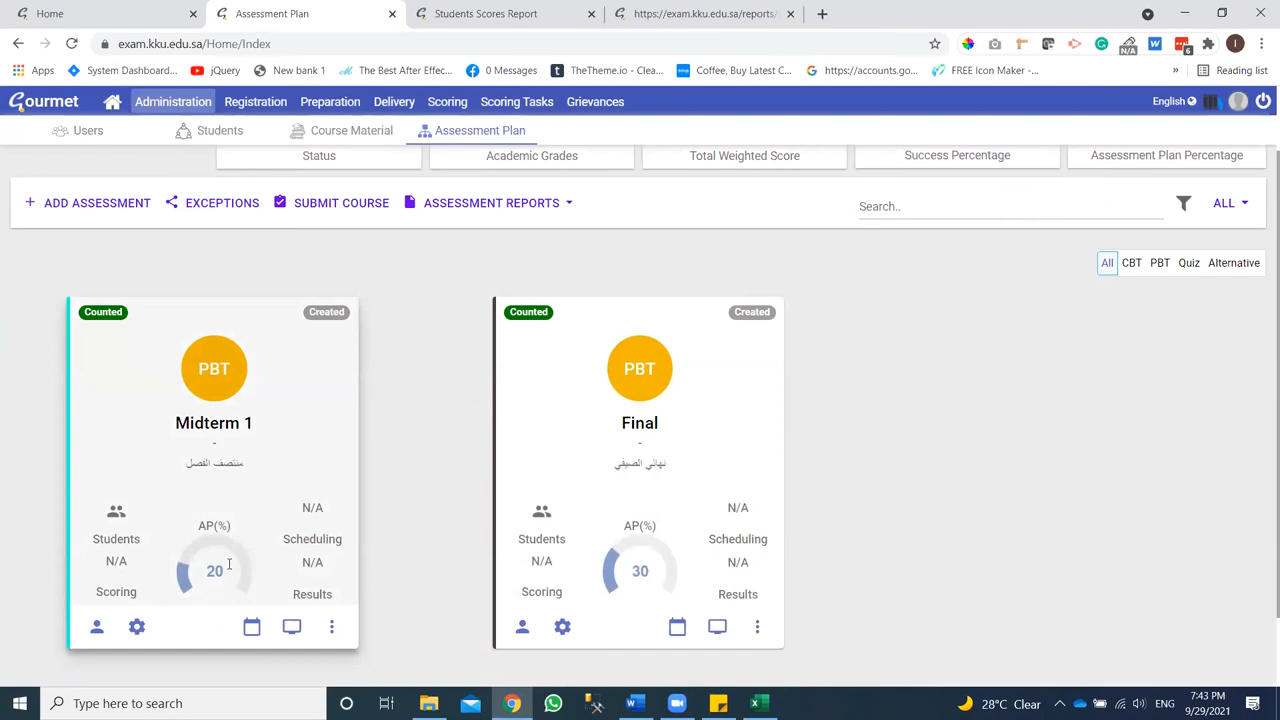 Home
Assessment Plan
Students Scores Report
https://exam.kku.edu.sa/reports/
exam.kku.edu.sa/Home/Index
N/A
6
I
Apps
System Dashboard...
jQuery
New bank 1
The Best After Effec...
0 Messages
TheTheme.io - Clea...
Coffee, Buy Latest C...
https://accounts.go...
FREE Icon Maker -...
»
Reading list
Gourmet
Administration
Registration
Preparation
Delivery
Scoring
Scoring Tasks
Grievances
English
Users
Students
Course Material
Assessment Plan
Status
Academic Grades
Total Weighted Score
Success Percentage
Assessment Plan Percentage
+ ADD ASSESSMENT
EXCEPTIONS
SUBMIT COURSE
ASSESSMENT REPORTS
Search..
ALL
All
CBT
PBT
Quiz
Alternative
Counted
Created
PBT
Midterm 1
-
منتصف الفصل
Students
N/A
Scoring
AP(%)
20
N/A
Scheduling
N/A
Results
Counted
Created
PBT
Final
-
نهائي الصيفي
Students
N/A
Scoring
AP(%)
30
N/A
Scheduling
N/A
Results
Type here to search
28°C Clear
ENG
7:43 PM
9/29/2021